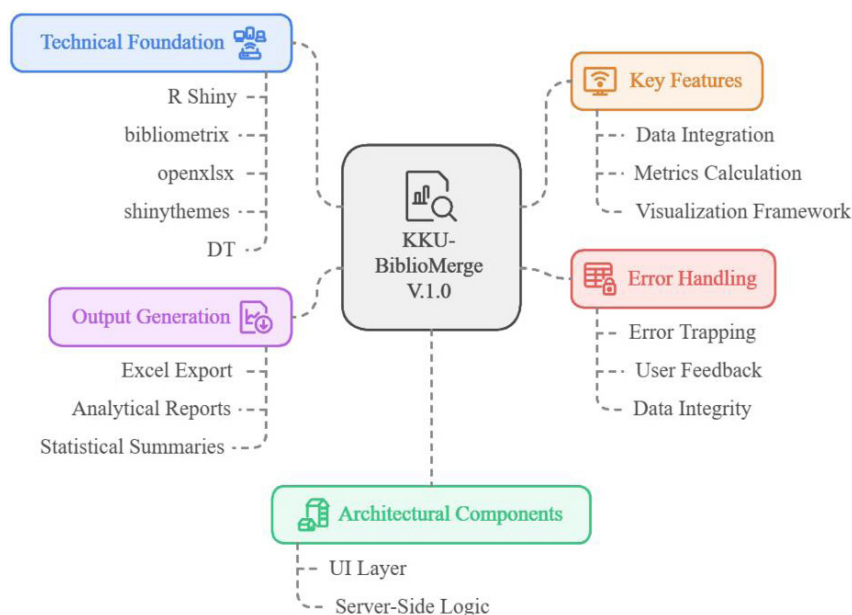 Technical Foundation
R Shiny
bibliometrix
openxlsx
shinythemes
DT
Output Generation
Excel Export
Analytical Reports
Statistical Summaries
KKU-
BiblioMerge
V.1.0
Key Features
Data Integration
Metrics Calculation
Visualization Framework
Error Handling
Error Trapping
User Feedback
Data Integrity
Architectural Components
UI Layer
Server-Side Logic